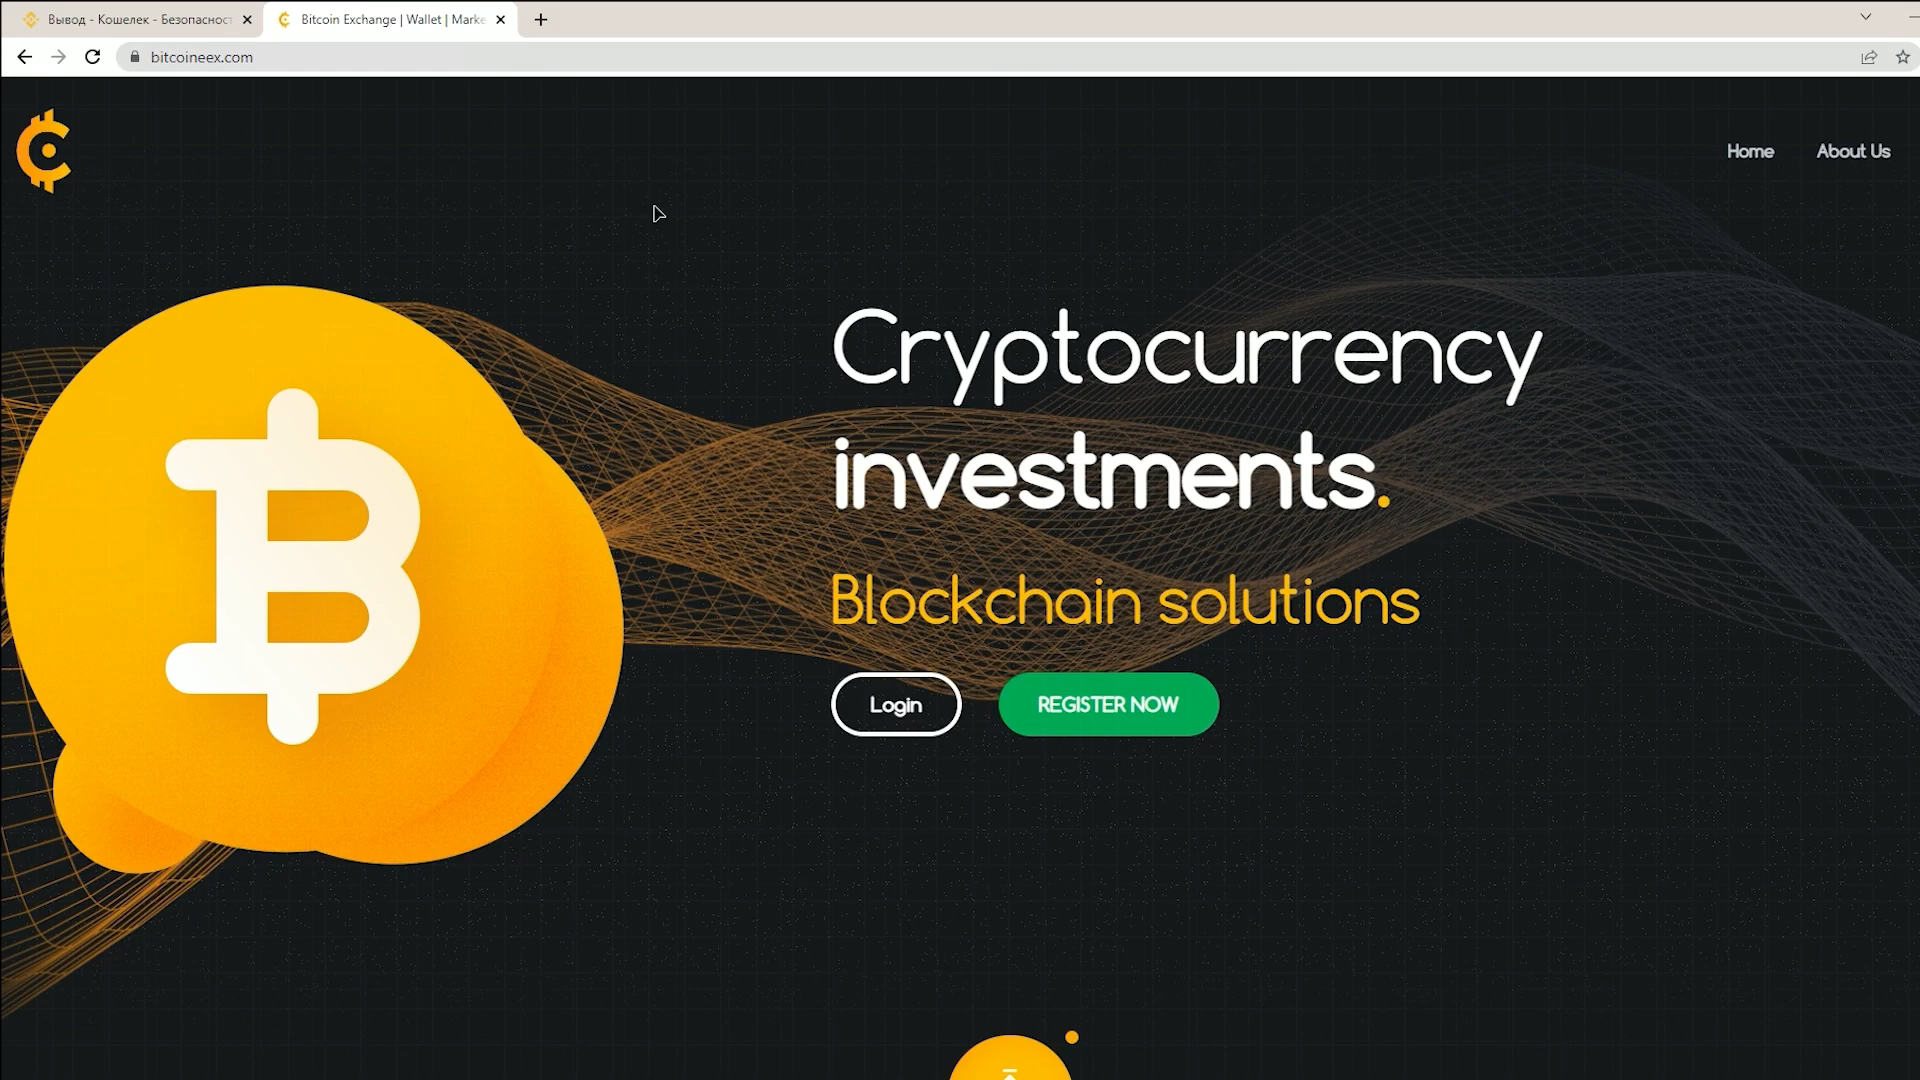 Вывод - Кошелек - Безопасност
Bitcoin Exchange | Wallet | Marke
bitcoineex.com
Home
About Us
Cryptocurrency
investments.
Blockchain solutions
Login
REGISTER NOW